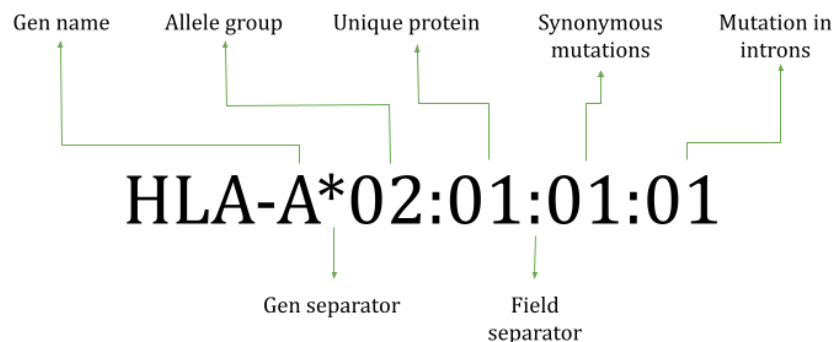 Gen name
Allele group
Unique protein
Synonymous
mutations
Mutation in
introns
HLA-A*02:01:01:01
Gen separator
Field
separator